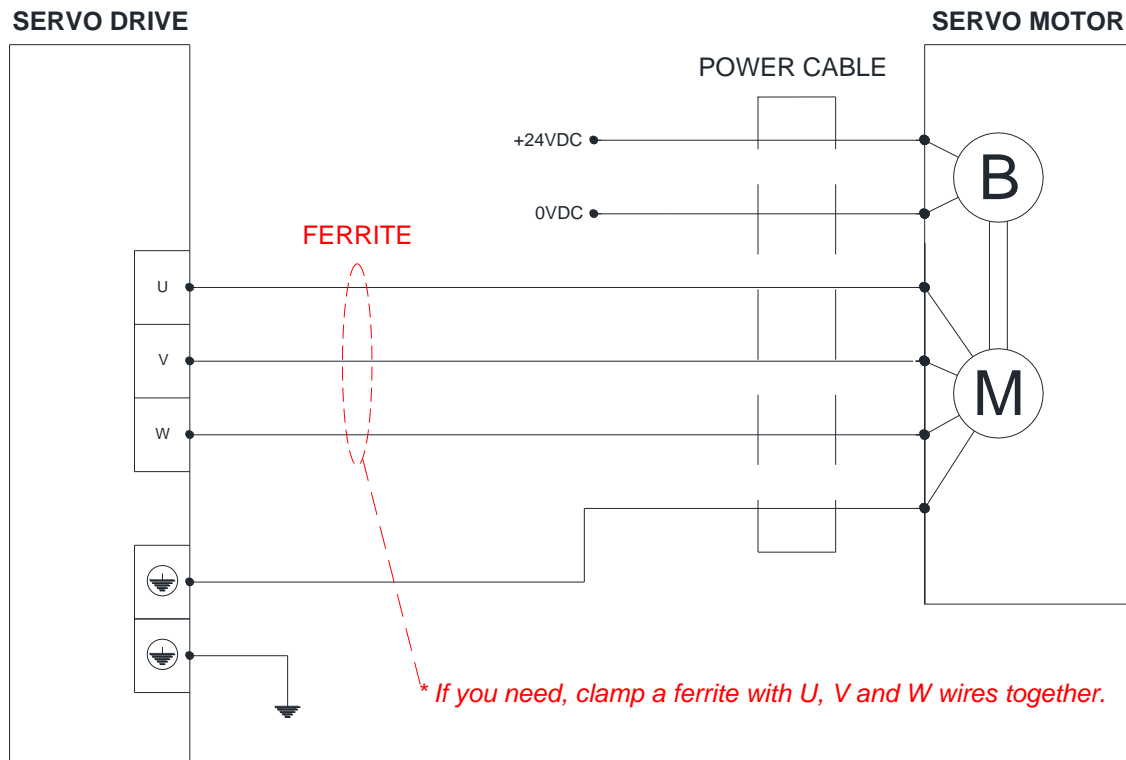 SERVO DRIVE
SERVO MOTOR
POWER CABLE
+24VDC
B
0VDC
FERRITE
U
V
M
W
* If you need, clamp a ferrite with U, V and W wires together.